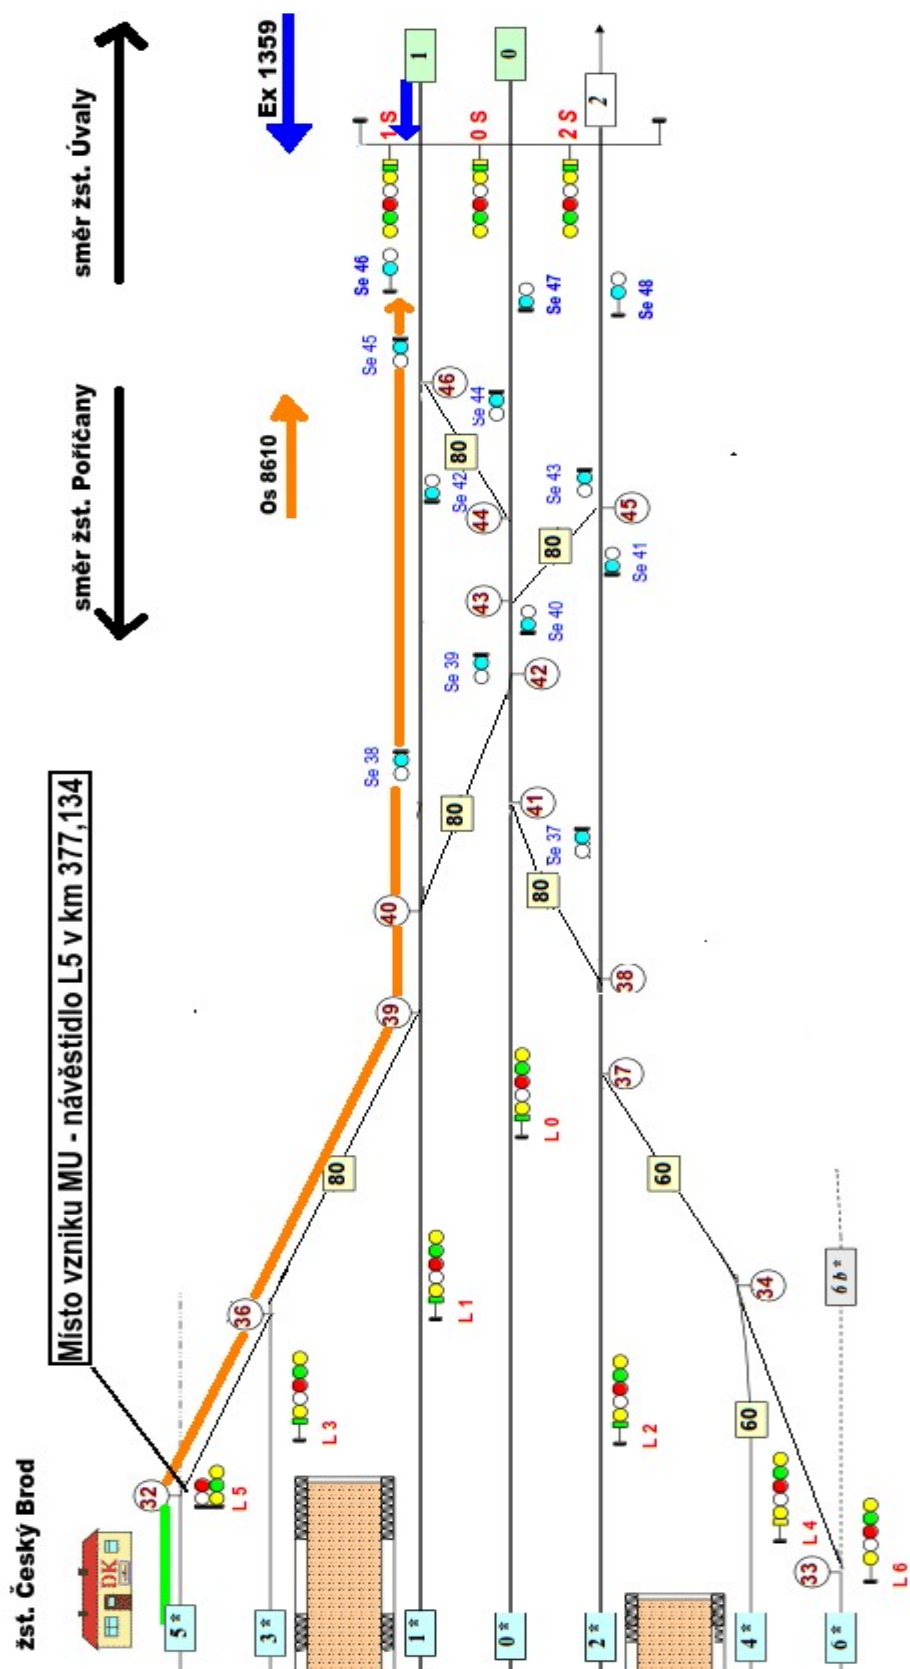 žst. Český Brod
Místo vzniku MU - návěstidlo L5 v km 377,134
směr žst. Poříčany
směr žst. Úvaly
Os 8610
Ex 1359
DK
32
L 5
5 *
36
L 3
3 *
80
39
40
Se 38
Se 45
Se 46
1 S
1
L 1
1 *
80
Se 42
80
46
Se 39
43
44
Se 44
0 S
0
L 0
0 *
41
42
Se 40
Se 47
80
Se 37
80
Se 43
2 S
2
L 2
2 *
37
38
Se 41
45
Se 48
60
34
60
L 4
4 *
33
L 6
6 *
6b *